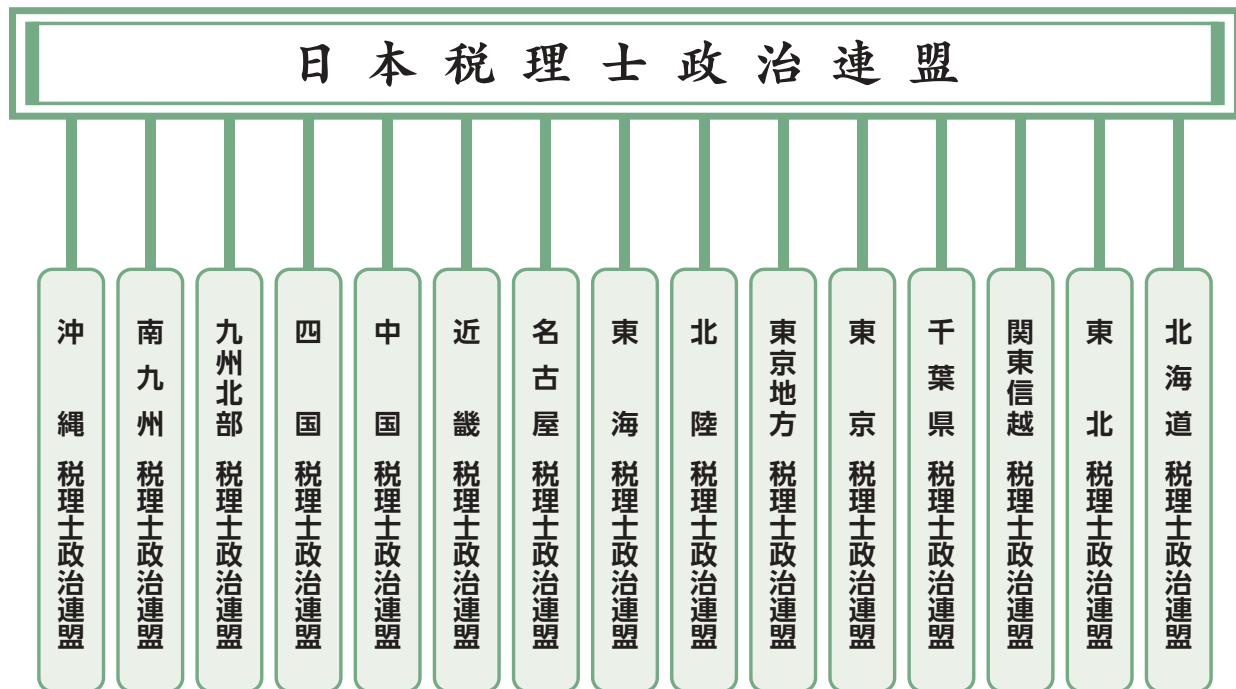 日本税理士政治連盟
北海道税理士政治連盟
東北税理士政治連盟
関東信越税理士政治連盟
千葉県税理士政治連盟
東京税理士政治連盟
東京地方税理士政治連盟
北陸税理士政治連盟
東海税理士政治連盟
名古屋税理士政治連盟
近畿税理士政治連盟
中国税理士政治連盟
四国税理士政治連盟
九州北部税理士政治連盟
南九州税理士政治連盟
沖縄税理士政治連盟